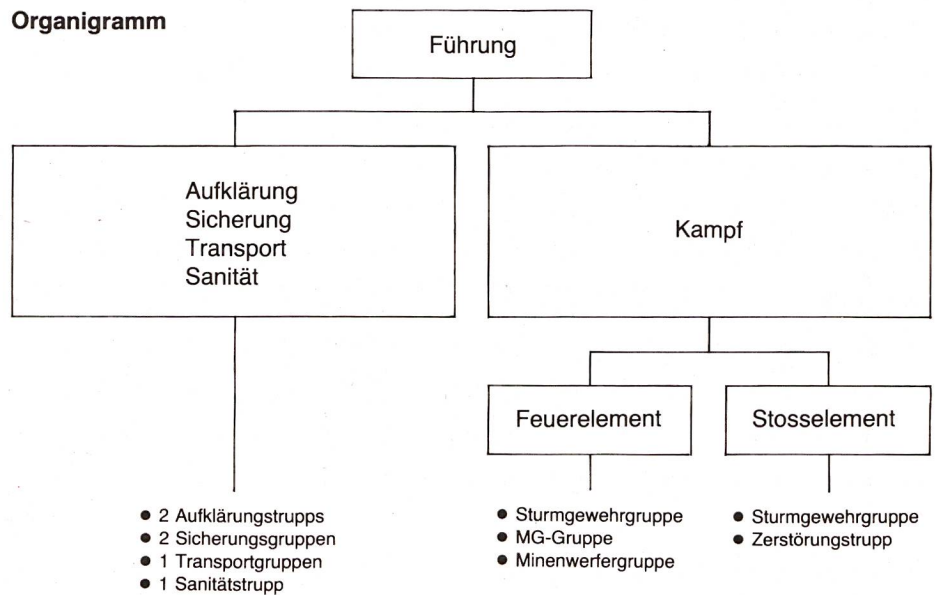 Organigramm
Führung
Aufklärung
Sicherung
Transport
Sanität
Kampf
Feuerelement
Stosselement
● 2 Aufklärungstrupps
● 2 Sicherungsgruppen
● 1 Transportgruppen
● 1 Sanitätstrupp
● Sturmgewehrgruppe
● MG-Gruppe
● Minenwerfergruppe
● Sturmgewehrgruppe
● Zerstörungstrupp